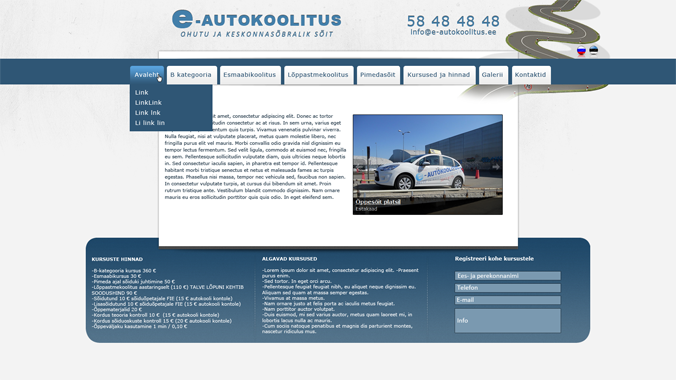 e-AUTOKOOLITUS
OHUTU JA KESKONNASÕBRALIK SÕIT
58 48 48 48
info@e-autokoolitus.ee
Avaleht
B kategooria
Esmaabikoolitus
Lõppastmekoolitus
Pimedasõit
Kursused ja hinnad
Galerii
Kontaktid
Link
LinkLink
Link lnk
Li link lin
sit amet, consectetur adipiscing elit. Donec ac tortor
sollicitudin consectetur ac at risus. In sem urna, varius eget
fermentum quis turpis. Vivamus venenatis pulvinar viverra.
Nulla feugiat, nisi at vulputate placerat, metus quam molestie libero, nec
fringilla purus elit vel mauris. Morbi convallis odio gravida nisl dignissim eu
tempor lectus fermentum. Sed velit ligula, commodo at euismod nec, fringilla
eu sem. Pellentesque sollicitudin vulputate diam, quis ultricies neque lobortis
in. Sed consectetur iaculis sapien, in pharetra est tempor id. Pellentesque
habitant morbi tristique senectus et netus et malesuada fames ac turpis
egestas. Phasellus nisi massa, tempor nec vehicula sed, faucibus non sapien.
In consectetur vulputate turpis, at cursus dui bibendum sit amet. Proin
rutrum tristique ante. Vestibulum blandit commodo dignissim. Nam ornare
mauris eu eros sollicitudin porttitor quis quis odio. In eget eleifend sem.
e-AUTOKOOLITUS
Õppesõit platsil
Esitatud
KURSUSTE HINNAD
-B-kategooria kursus 360 €
-Esmaabikursus 30 €
-Pimeda ajal sõiduki juhtimine 50 €
-Lõppastmekoolitus aastaringselt (110 €) TALVE LÕPUNI KEHTIB
SOODUSHIND 90 €
-Sõidutund 10 € sõiduõpetajale FIE (15 € autokooli kontole)
-Lisasõidutund 10 € sõiduõpetajale FIE (15 € autokooli kontole)
-Õppematerjalid 20 €
-Kordus teooria kontroll 10 € (15 € autokooli kontole)
-Kordus sõiduoskuste kontroll 15 € (20 € autokooli kontole)
-Õppeväljaku kasutamine 1 min / 0,10 €
ALGAVAD KURSUSED
-Lorem ipsum dolor sit amet, consectetur adipiscing elit. -Praesent
purus enim.
-Sed tortor. In eget orci arcu.
-Pellentesque feugiat feugiat nibh, eu aliquet neque dignissim eu.
Aliquam sed quam at massa semper egestas.
-Vivamus at massa metus.
-Nam ornare justo at felis porta ac iaculis metus feugiat.
-Nam porttitor auctor volutpat.
-Duis euismod, mi sed varius auctor, metus quam laoreet mi, in
lobortis lacus nulla ac mauris.
-Cum sociis natoque penatibus et magnis dis parturient montes,
nascetur ridiculus mus.
Registreeri kohe kursustele
Ees- ja perekonnanimi
Telefon
E-mail
Info